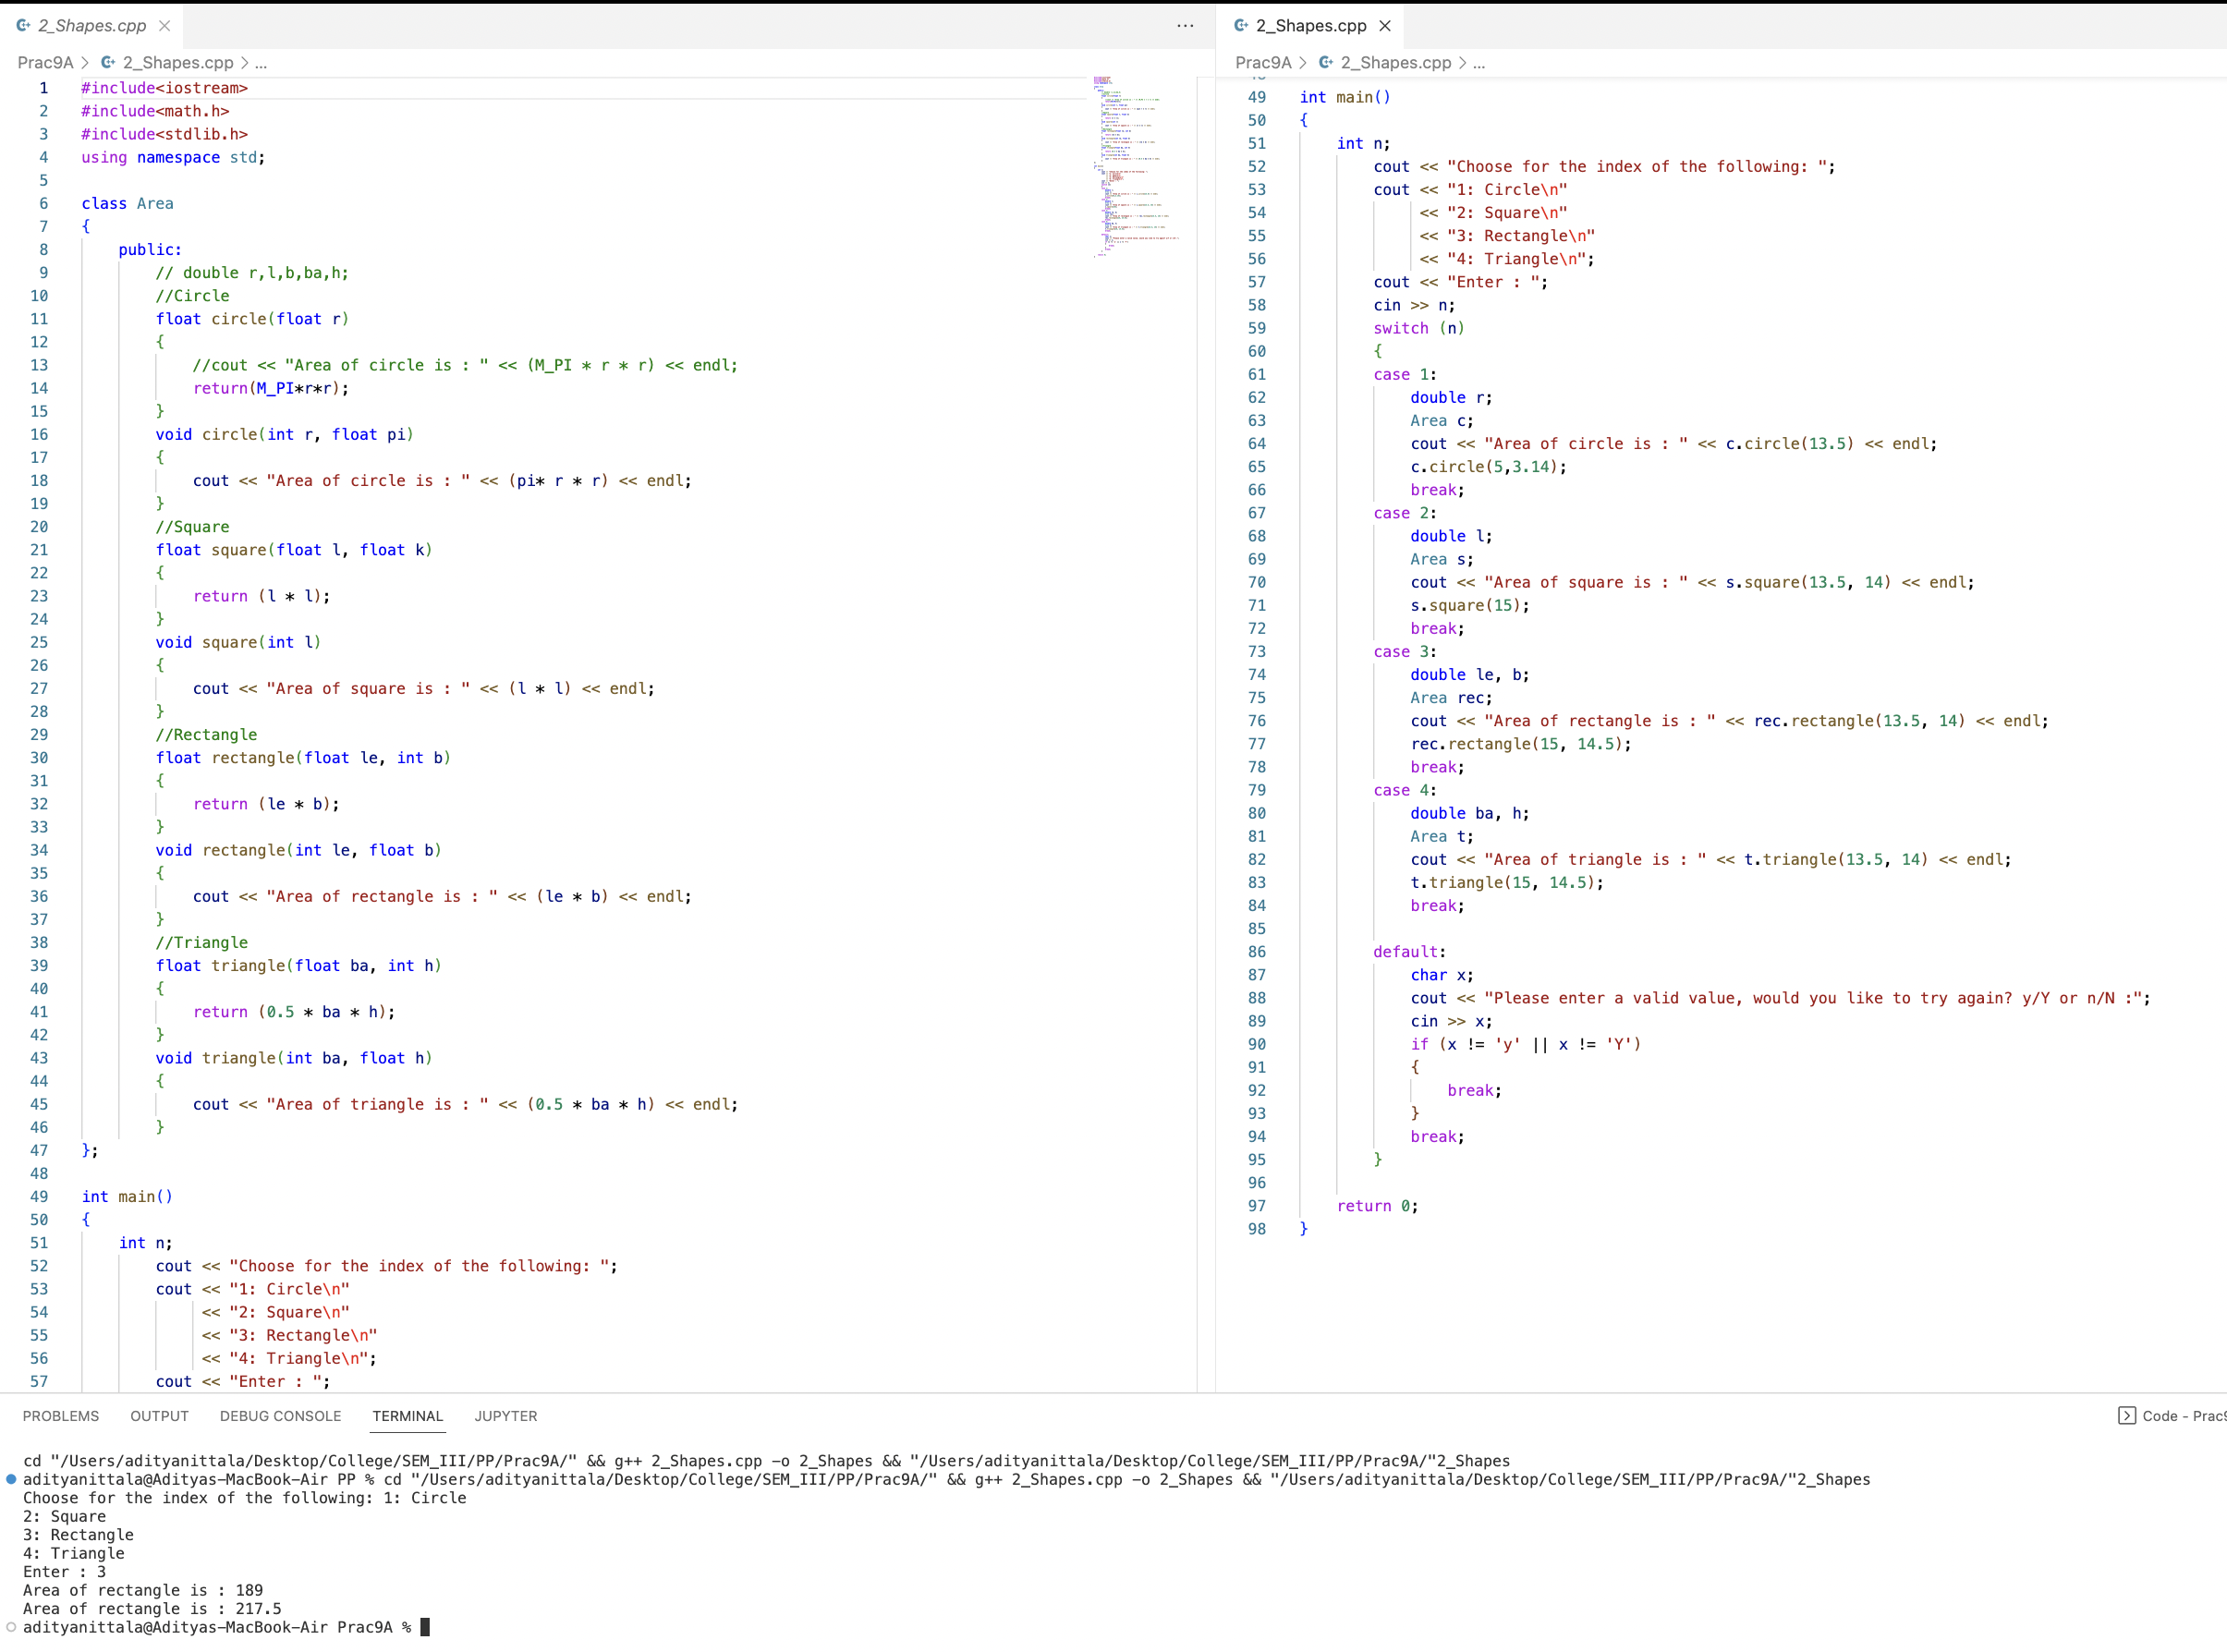 2_Shapes.cpp
Prac9A > 2_Shapes.cpp > ...
1 #include<iostream>
2 #include<math.h>
3 #include<stdlib.h>
4 using namespace std;
5
6 class Area
7 {
8 public:
9 // double r,l,b,ba,h;
10 //Circle
11 float circle(float r)
12 {
13 //cout << "Area of circle is : " << (M_PI * r * r) << endl;
14 return(M_PI*r*r);
15 }
16 void circle(int r, float pi)
17 {
18 cout << "Area of circle is : " << (pi* r * r) << endl;
19 }
20 //Square
21 float square(float l, float k)
22 {
23 return (l * l);
24 }
25 void square(int l)
26 {
27 cout << "Area of square is : " << (l * l) << endl;
28 }
29 //Rectangle
30 float rectangle(float le, int b)
31 {
32 return (le * b);
33 }
34 void rectangle(int le, float b)
35 {
36 cout << "Area of rectangle is : " << (le * b) << endl;
37 }
38 //Triangle
39 float triangle(float ba, int h)
40 {
41 return (0.5 * ba * h);
42 }
43 void triangle(int ba, float h)
44 {
45 cout << "Area of triangle is : " << (0.5 * ba * h) << endl;
46 }
47 };
48
49 int main()
50 {
51 int n;
52 cout << "Choose for the index of the following: ";
53 cout << "1: Circle\n"
54 << "2: Square\n"
55 << "3: Rectangle\n"
56 << "4: Triangle\n";
57 cout << "Enter : ";
2_Shapes.cpp
Prac9A > 2_Shapes.cpp > ...
49 int main()
50 {
51 int n;
52 cout << "Choose for the index of the following: ";
53 cout << "1: Circle\n"
54 << "2: Square\n"
55 << "3: Rectangle\n"
56 << "4: Triangle\n";
57 cout << "Enter : ";
58 cin >> n;
59 switch (n)
60 {
61 case 1:
62 double r;
63 Area c;
64 cout << "Area of circle is : " << c.circle(13.5) << endl;
65 c.circle(5,3.14);
66 break;
67 case 2:
68 double l;
69 Area s;
70 cout << "Area of square is : " << s.square(13.5, 14) << endl;
71 s.square(15);
72 break;
73 case 3:
74 double le, b;
75 Area rec;
76 cout << "Area of rectangle is : " << rec.rectangle(13.5, 14) << endl;
77 rec.rectangle(15, 14.5);
78 break;
79 case 4:
80 double ba, h;
81 Area t;
82 cout << "Area of triangle is : " << t.triangle(13.5, 14) << endl;
83 t.triangle(15, 14.5);
84 break;
85
86 default:
87 char x;
88 cout << "Please enter a valid value, would you like to try again? y/Y or n/N :";
89 cin >> x;
90 if (x != 'y' || x != 'Y')
91 {
92 break;
93 }
94 break;
95 }
96
97 return 0;
98 }
PROBLEMS OUTPUT DEBUG CONSOLE TERMINAL JUPYTER
Code - Prac9
cd "/Users/adityanittala/Desktop/College/SEM_III/PP/Prac9A/" && g++ 2_Shapes.cpp -o 2_Shapes && "/Users/adityanittala/Desktop/College/SEM_III/PP/Prac9A/"2_Shapes
adityanittala@Adityas-MacBook-Air PP % cd "/Users/adityanittala/Desktop/College/SEM_III/PP/Prac9A/" && g++ 2_Shapes.cpp -o 2_Shapes && "/Users/adityanittala/Desktop/College/SEM_III/PP/Prac9A/"2_Shapes
Choose for the index of the following: 1: Circle
2: Square
3: Rectangle
4: Triangle
Enter : 3
Area of rectangle is : 189
Area of rectangle is : 217.5
adityanittala@Adityas-MacBook-Air Prac9A %